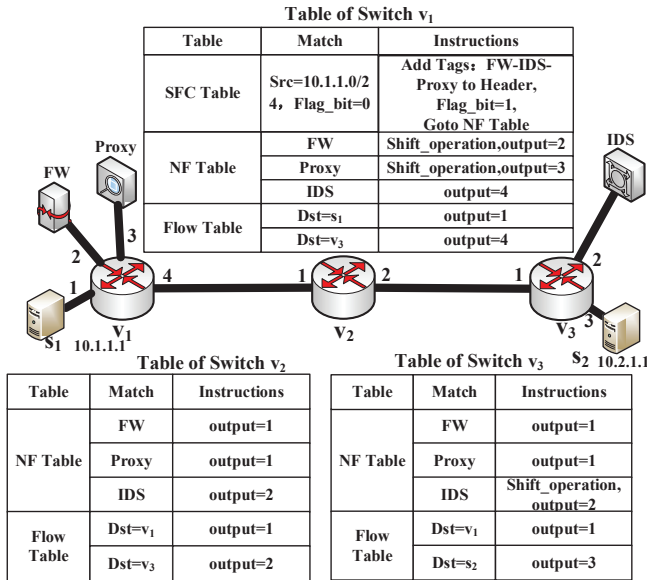 Table of Switch v1
Table Match Instructions
SFC Table
Src=10.1.1.0/2
4, Flag_bit=0
Add Tags: FW-IDS-
Proxy to Header,
Flag_bit=1,
Goto NF Table
NF Table
FW Shift_operation,output=2
Proxy Shift_operation,output=3
IDS output=4
Flow Table
Dst=s1 output=1
Dst=v3 output=4
Proxy
FW
IDS
3
2
1
4
1
2
1
2
3
s1 10.1.1.1
v1
v2
v3
s2 10.2.1.1
Table of Switch v2
Table Match Instructions
NF Table
FW output=1
Proxy output=1
IDS output=2
Flow
Table
Dst=v1 output=1
Dst=v3 output=2
Table of Switch v3
Table Match Instructions
NF Table
FW output=1
Proxy output=1
IDS
Shift_operation,
output=2
Flow
Table
Dst=v1 output=1
Dst=s2 output=3